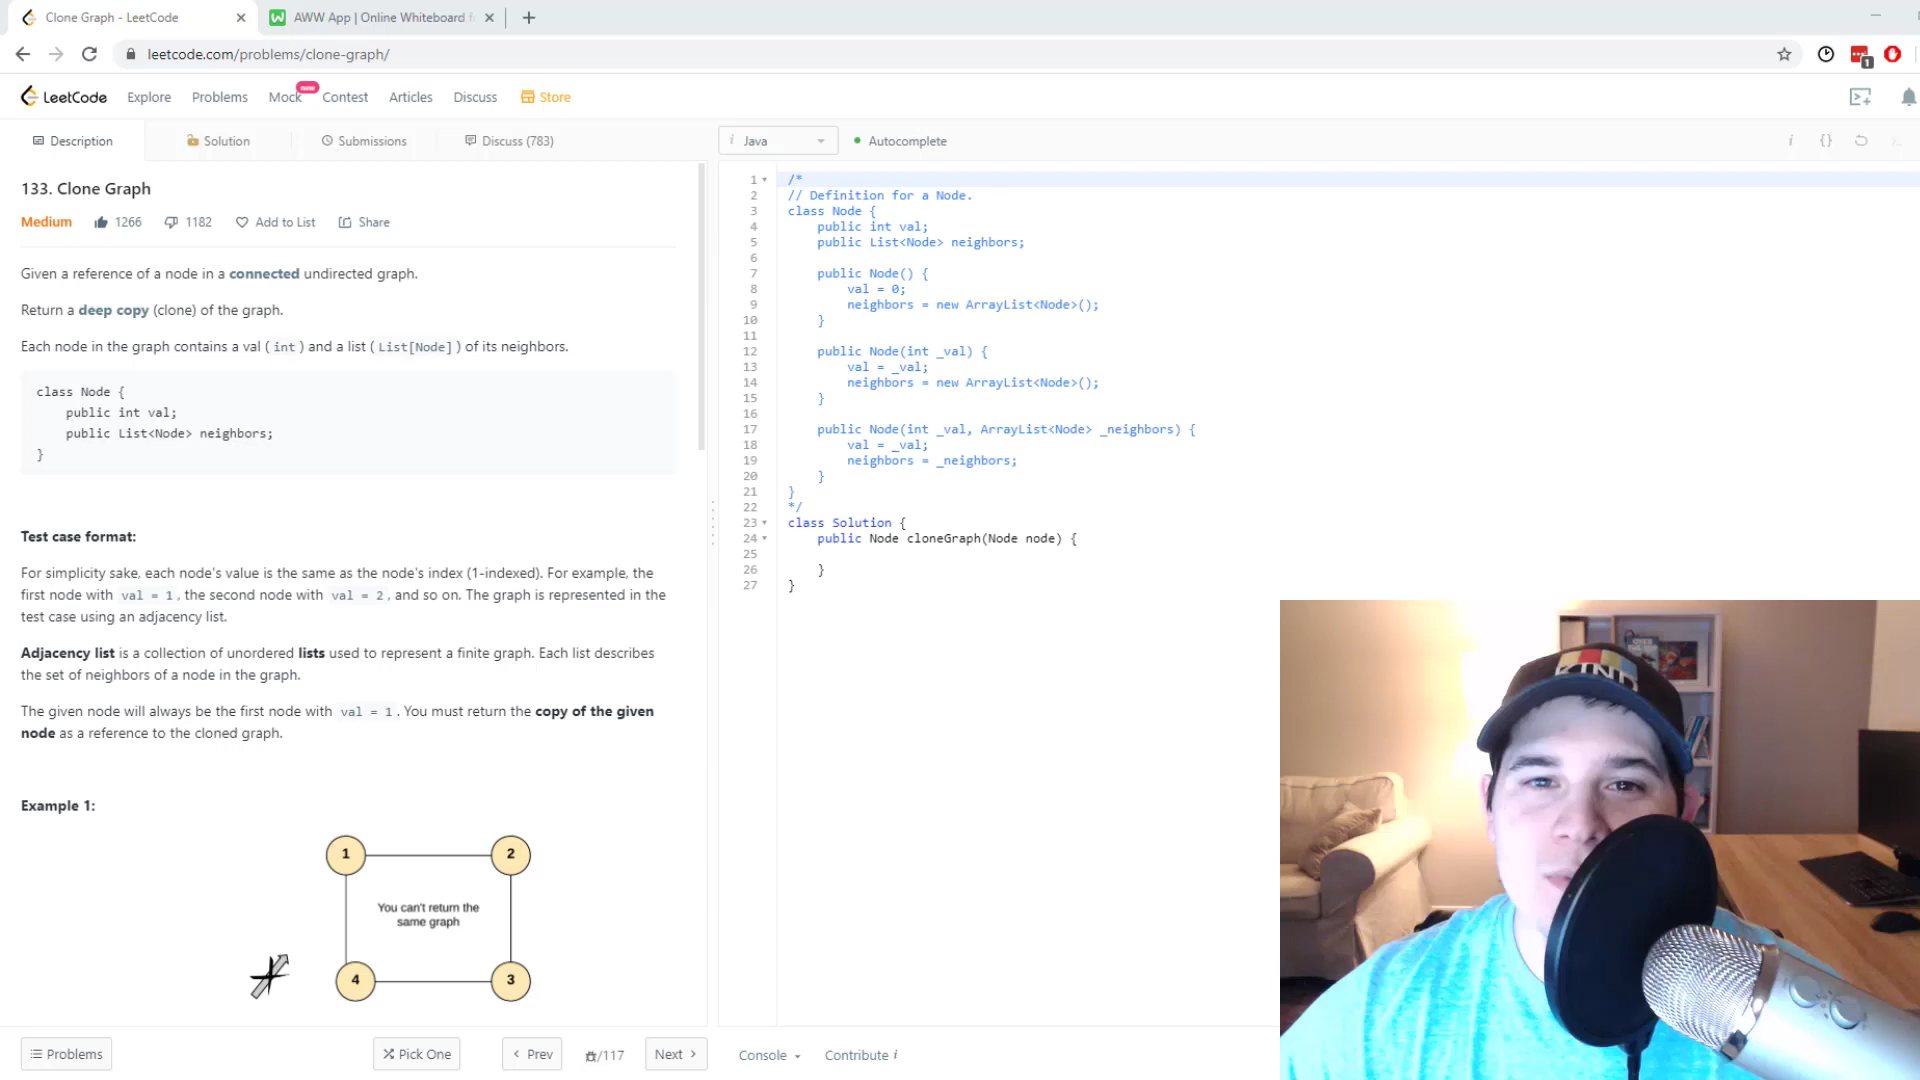 Clone Graph - LeetCode
AWW App | Online Whiteboard
leetcode.com/problems/clone-graph/
1
LeetCode
Explore
Problems
Mock
new
Contest
Articles
Discuss
Store
Description
Solution
Submissions
Discuss (783)
i Java
Autocomplete
i {}
133. Clone Graph
Medium
1266
1182
Add to List
Share
Given a reference of a node in a connected undirected graph.
Return a deep copy (clone) of the graph.
Each node in the graph contains a val (int) and a list (List[Node]) of its neighbors.
class Node {
public int val;
public List<Node> neighbors;
}
Test case format:
For simplicity sake, each node's value is the same as the node's index (1-indexed). For example, the
first node with val = 1, the second node with val = 2, and so on. The graph is represented in the
test case using an adjacency list.
Adjacency list is a collection of unordered lists used to represent a finite graph. Each list describes
the set of neighbors of a node in the graph.
The given node will always be the first node with val = 1. You must return the copy of the given
node as a reference to the cloned graph.
Example 1:
1
2
You can't return the
same graph
4
3
Problems
Pick One
Prev
/117
Next
1 /*
2 // Definition for a Node.
3 class Node {
4 public int val;
5 public List<Node> neighbors;
6
7 public Node() {
8 val = 0;
9 neighbors = new ArrayList<Node>();
10 }
11
12 public Node(int _val) {
13 val = _val;
14 neighbors = new ArrayList<Node>();
15 }
16
17 public Node(int _val, ArrayList<Node> _neighbors) {
18 val = _val;
19 neighbors = _neighbors;
20 }
21 }
22 */
23 class Solution {
24 public Node cloneGraph(Node node) {
25
26 }
27 }
Console
Contribute i
KIND